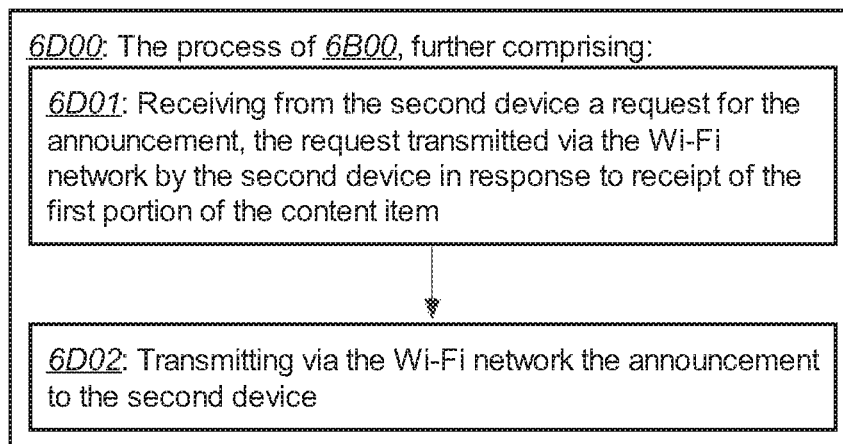 6D00: The process of 6B00, further comprising:
6D01: Receiving from the second device a request for the
announcement, the request transmitted via the Wi-Fi
network by the second device in response to receipt of the
first portion of the content item
6D02: Transmitting via the Wi-Fi network the announcement
to the second device